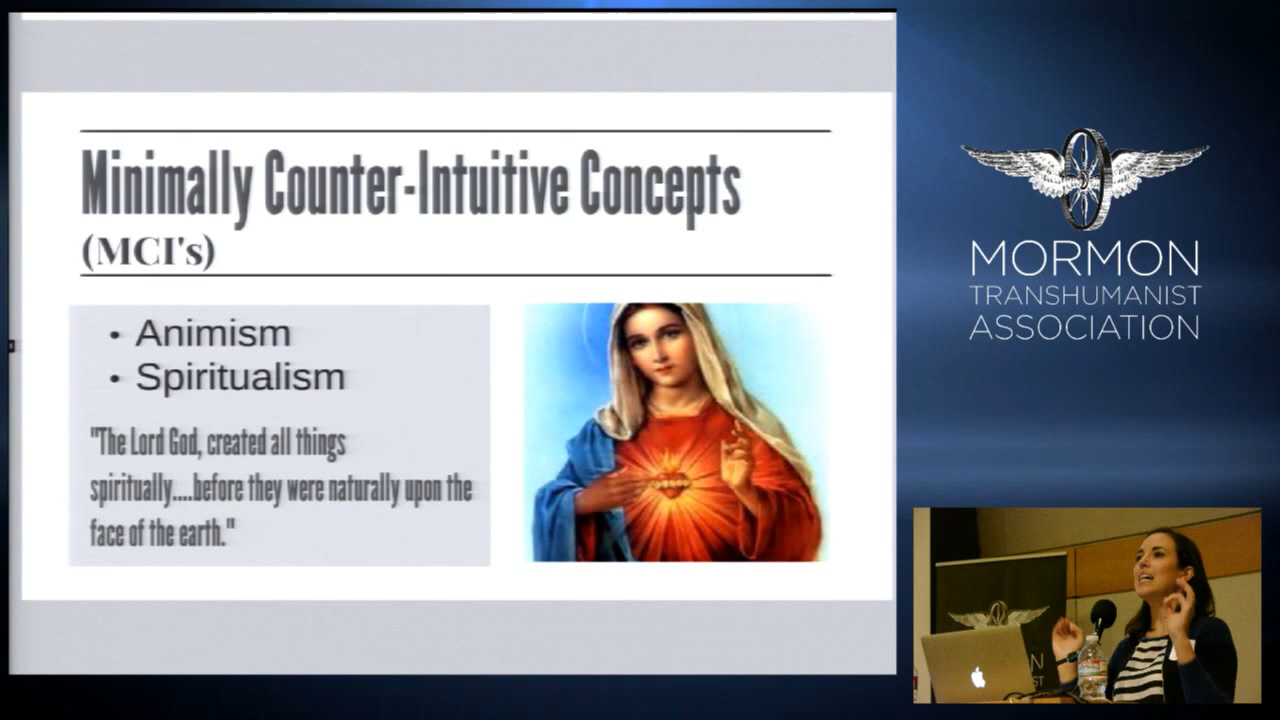 Minimally Counter-Intuitive Concepts
(MCI's)
• Animism
• Spiritualism
"The Lord God, created all things
spiritually....before they were naturally upon the
face of the earth."
MORMON
TRANSHUMANIST
ASSOCIATION